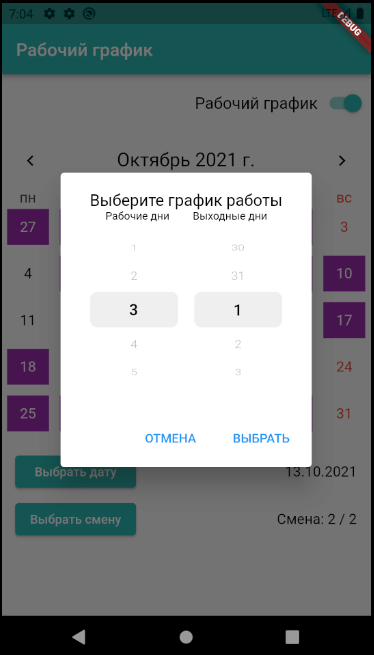 7:04 LTE
DEBUG
Рабочий график
Рабочий график
Октябрь 2021 г.
пн вс
27 3
4 10
11 17
18 24
25 31
Выберите график работы
Рабочие дни Выходные дни
1 30
2 31
3 1
4 2
5 3
ОТМЕНА ВЫБРАТЬ
Выбрать дату 13.10.2021
Выбрать смену Смена: 2 / 2